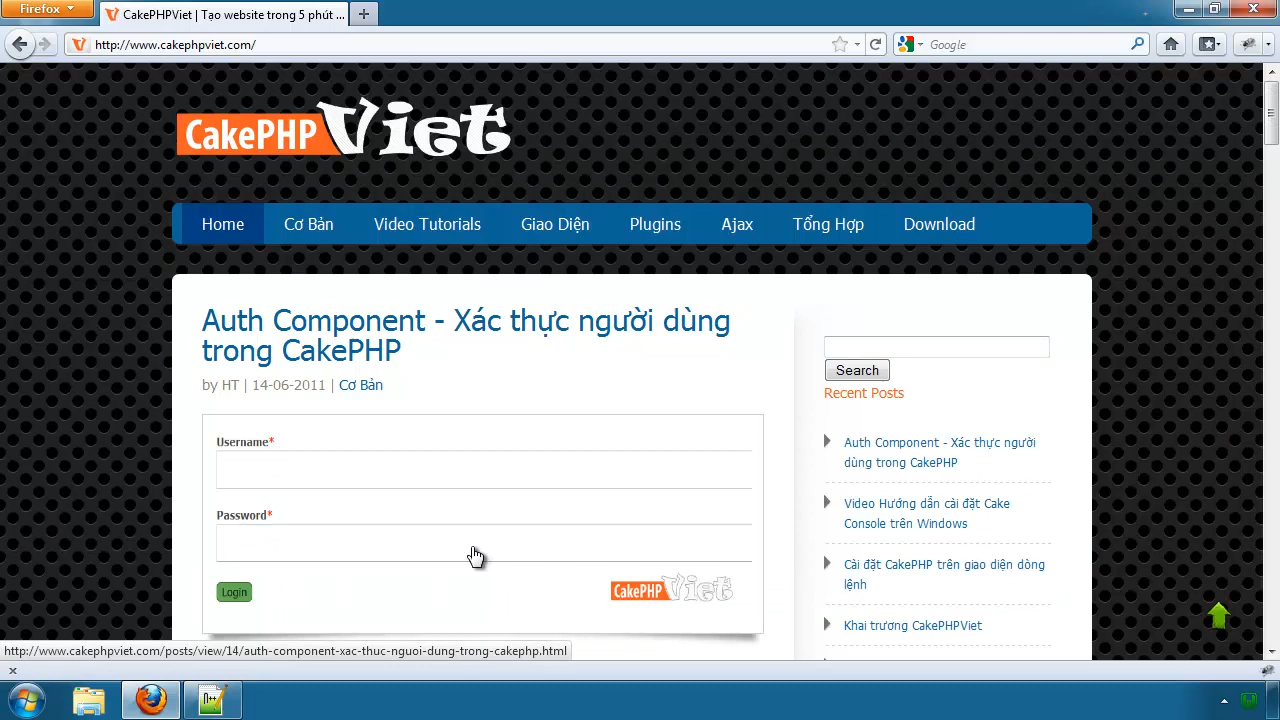 Firefox
CakePHPViet | Tạo website trong 5 phút ...
http://www.cakephpviet.com/
Google
CakePHP Viet
Home
Cơ Bản
Video Tutorials
Giao Diện
Plugins
Ajax
Tổng Hợp
Download
Auth Component - Xác thực người dùng
trong CakePHP
by HT | 14-06-2011 | Cơ Bản
Username*
Password*
Login
CakePHP Viet
Search
Recent Posts
Auth Component - Xác thực người
dùng trong CakePHP
Video Hướng dẫn cài đặt Cake
Console trên Windows
Cài đặt CakePHP trên giao diện dòng
lệnh
Khai trương CakePHPViet
http://www.cakephpviet.com/posts/view/14/auth-component-xac-thuc-nguoi-dung-trong-cakephp.html